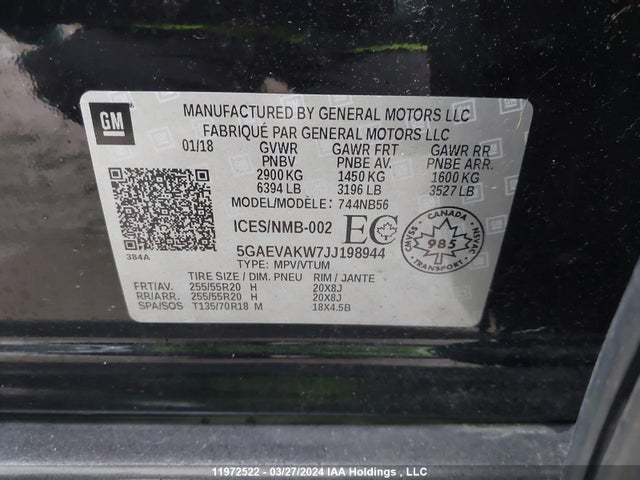 GM
MANUFACTURED BY GENERAL MOTORS LLC
FABRIQUÉ PAR GENERAL MOTORS LLC
01/18 GVWR GAWR FRT GAWR RR
PNBV PNBE AV. PNBE ARR.
2900 KG 1450 KG 1600 KG
6394 LB 3196 LB 3527 LB
MODEL/MODÈLE: 744NB56
ICES/NMB-002 EC
CANADA
985
NSVAC
384A
5GAEVAKW7JJ198944
TYPE: MPV/VTUM
TIRE SIZE / DIM. PNEU RIM / JANTE
FRT/AV. 255/55R20 H 20X8J
RR/ARR. 255/55R20 H 20X8J
SPA/SOS T135/70R18 M 18X4.5B
11972522 - 03/27/2024 IAA Holdings , LLC